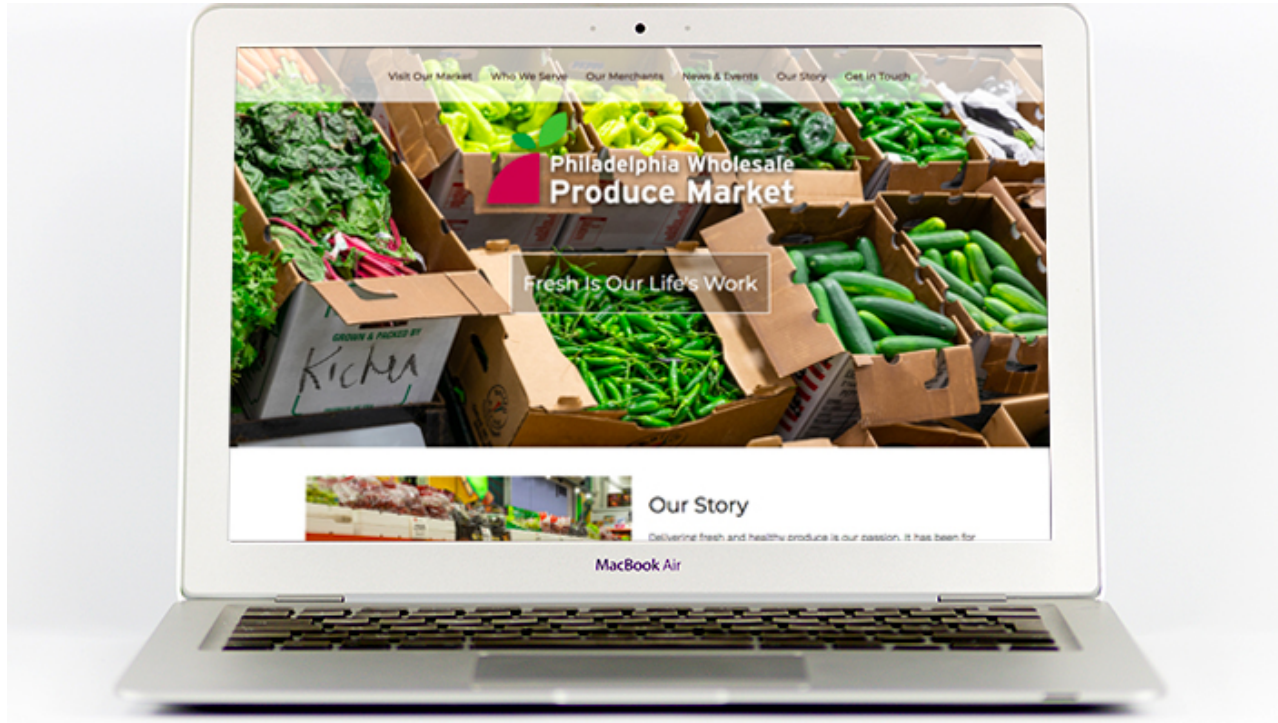 Visit Our Market Who We Serve Our Merchants News & Events Our Story Get in Touch
Philadelphia Wholesale
Produce Market
Fresh Is Our Life's Work
GROWN & PACKED BY
Our Story
Delivering fresh and healthy produce is our passion. It has been for
MacBook Air